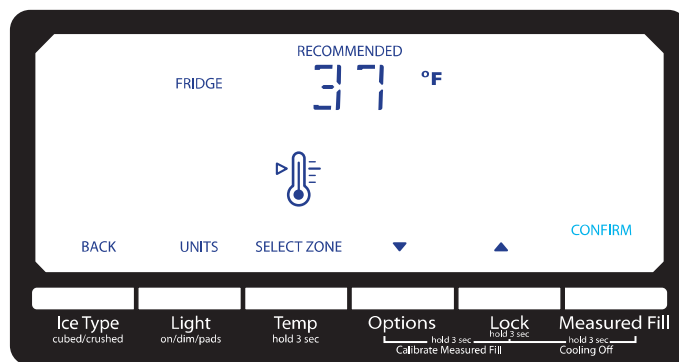 RECOMMENDED
FRIDGE 37 °F
BACK UNITS SELECT ZONE CONFIRM
Ice Type Light Temp Options Lock Measured Fill
cubed/crushed on/dim/pads hold 3 sec hold 3 sec hold 3 sec hold 3 sec
Calibrate Measured Fill Cooling Off